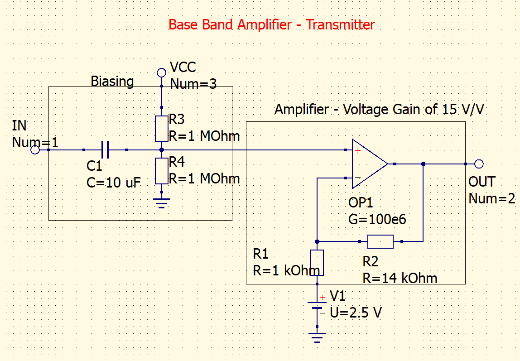 Base Band Amplifier - Transmitter
VCC
Num=3
Biasing
IN
Num=1
R3
R=1 MOhm
C1
C=10 uF
R4
R=1 MOhm
Amplifier - Voltage Gain of 15 V/V
+
−
OP1
G=100e6
OUT
Num=2
R1
R=1 kOhm
R2
R=14 kOhm
+
V1
−
U=2.5 V